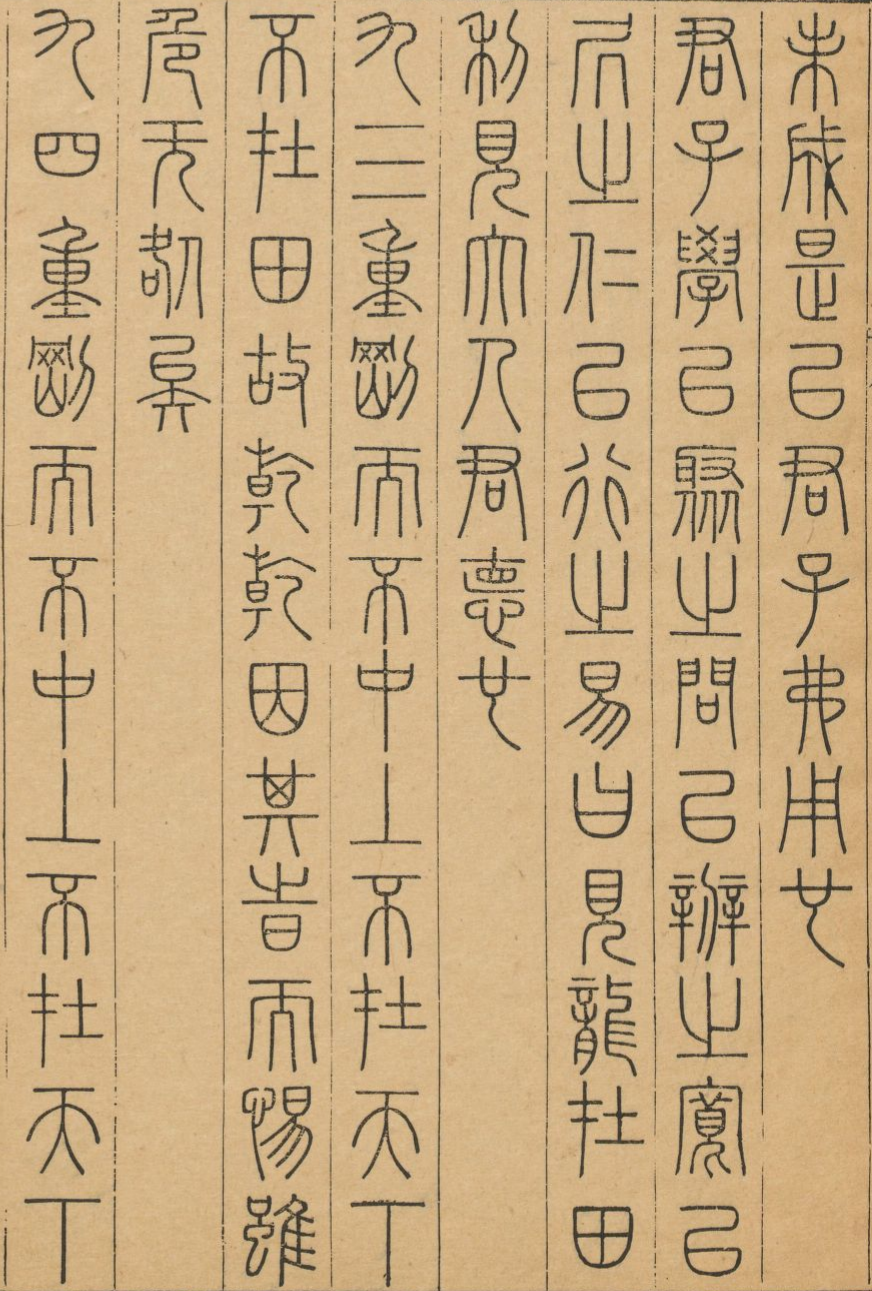 未成是以君子弗用也
君子學以聚之問以辨之寬以
凥之仁以行之易曰見龍在田
利見大人君悳也
九三重剛而不中上不在天下
不在田故乾乾因其旹而惕雖
危无咎矣
九四重剛而不中上不在天下